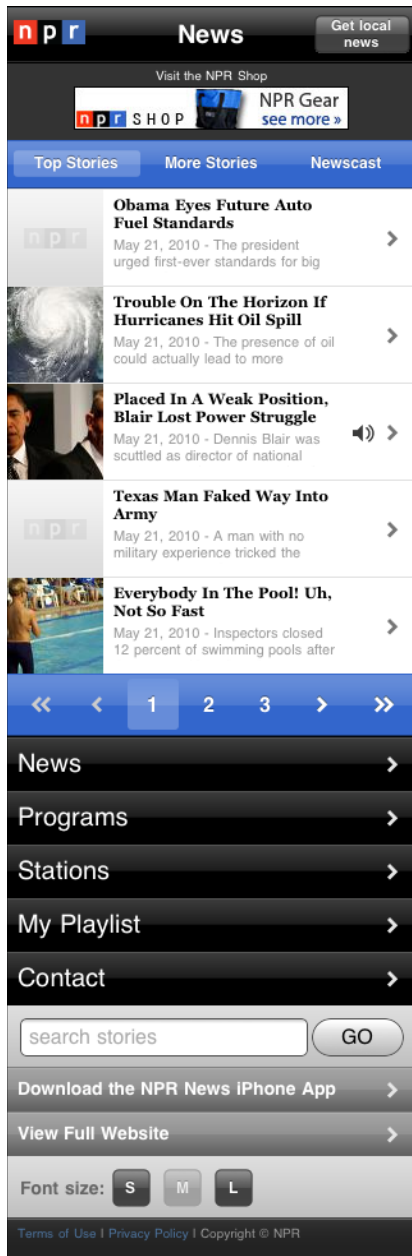 npr
News
Get local
news
Visit the NPR Shop
npr SHOP
NPR Gear
see more »
Top Stories
More Stories
Newscast
npr
Obama Eyes Future Auto
Fuel Standards
May 21, 2010 - The president
urged first-ever standards for big
Trouble On The Horizon If
Hurricanes Hit Oil Spill
May 21, 2010 - The presence of oil
could actually lead to more
Placed In A Weak Position,
Blair Lost Power Struggle
May 21, 2010 - Dennis Blair was
scuttled as director of national
npr
Texas Man Faked Way Into
Army
May 21, 2010 - A man with no
military experience tricked the
Everybody In The Pool! Uh,
Not So Fast
May 21, 2010 - Inspectors closed
12 percent of swimming pools after
1 2 3
News
Programs
Stations
My Playlist
Contact
search stories
GO
Download the NPR News iPhone App
View Full Website
Font size: S M L
Terms of Use | Privacy Policy | Copyright © NPR